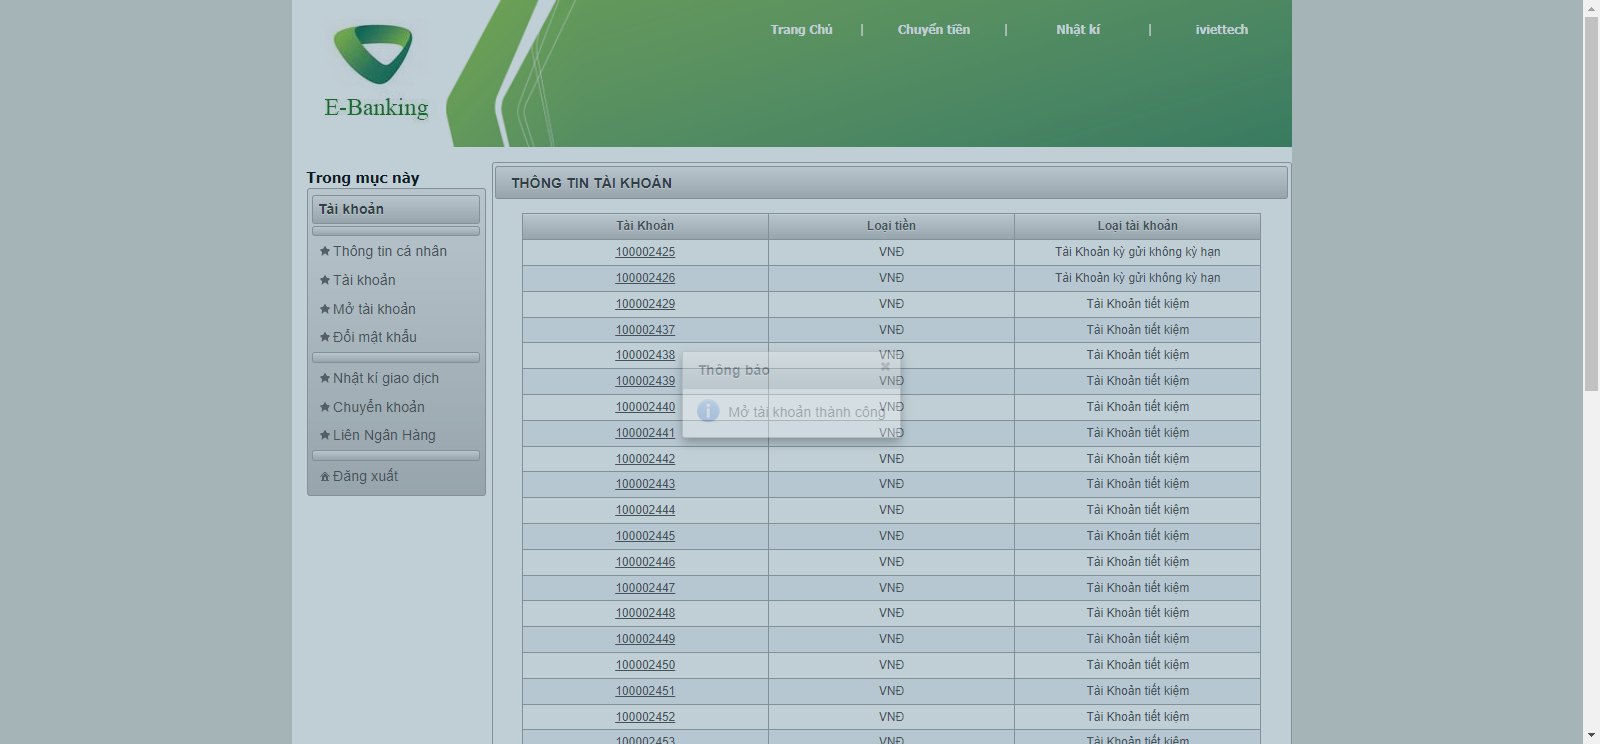 Trang Chủ | Chuyển tiền | Nhật kí | iviettech
E-Banking
Trong mục này
Tài khoản
Thông tin cá nhân
Tài khoản
Mở tài khoản
Đổi mật khẩu
Nhật kí giao dịch
Chuyển khoản
Liên Ngân Hàng
Đăng xuất
THÔNG TIN TÀI KHOẢN
Tài Khoản Loại tiền Loại tài khoản
100002425 VNĐ Tài Khoản ký gửi không kỳ hạn
100002426 VNĐ Tài Khoản ký gửi không kỳ hạn
100002429 VNĐ Tài Khoản tiết kiệm
100002437 VNĐ Tài Khoản tiết kiệm
100002438 VNĐ Tài Khoản tiết kiệm
100002439 VNĐ Tài Khoản tiết kiệm
100002440 VNĐ Tài Khoản tiết kiệm
100002441 VNĐ Tài Khoản tiết kiệm
100002442 VNĐ Tài Khoản tiết kiệm
100002443 VNĐ Tài Khoản tiết kiệm
100002444 VNĐ Tài Khoản tiết kiệm
100002445 VNĐ Tài Khoản tiết kiệm
100002446 VNĐ Tài Khoản tiết kiệm
100002447 VNĐ Tài Khoản tiết kiệm
100002448 VNĐ Tài Khoản tiết kiệm
100002449 VNĐ Tài Khoản tiết kiệm
100002450 VNĐ Tài Khoản tiết kiệm
100002451 VNĐ Tài Khoản tiết kiệm
100002452 VNĐ Tài Khoản tiết kiệm
100002453 VNĐ Tài Khoản tiết kiệm
Thông báo
Mở tài khoản thành công